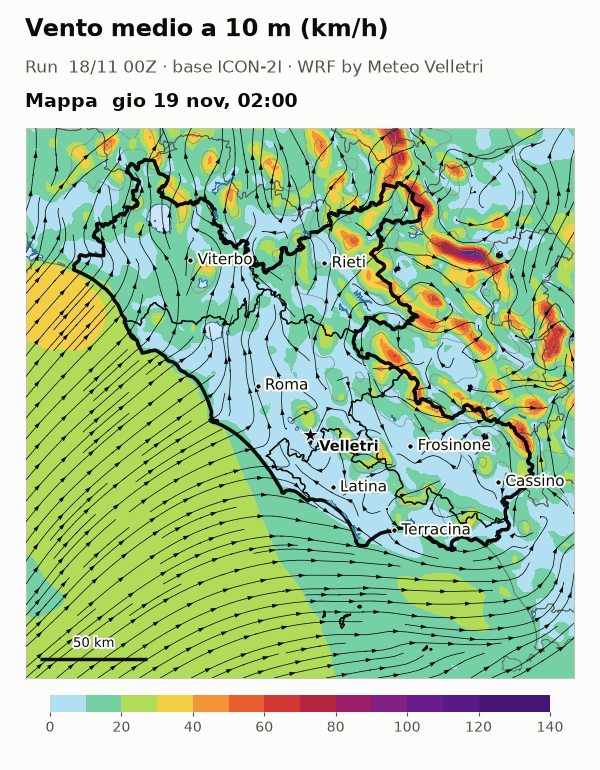 Vento medio a 10 m (km/h)
Run 18/11 00Z · base ICON-2I · WRF by Meteo Velletri
Mappa gio 19 nov, 02:00
Viterbo
Rieti
Roma
Velletri
Frosinone
Latina
Cassino
Terracina
50 km
0 20 40 60 80 100 120 140